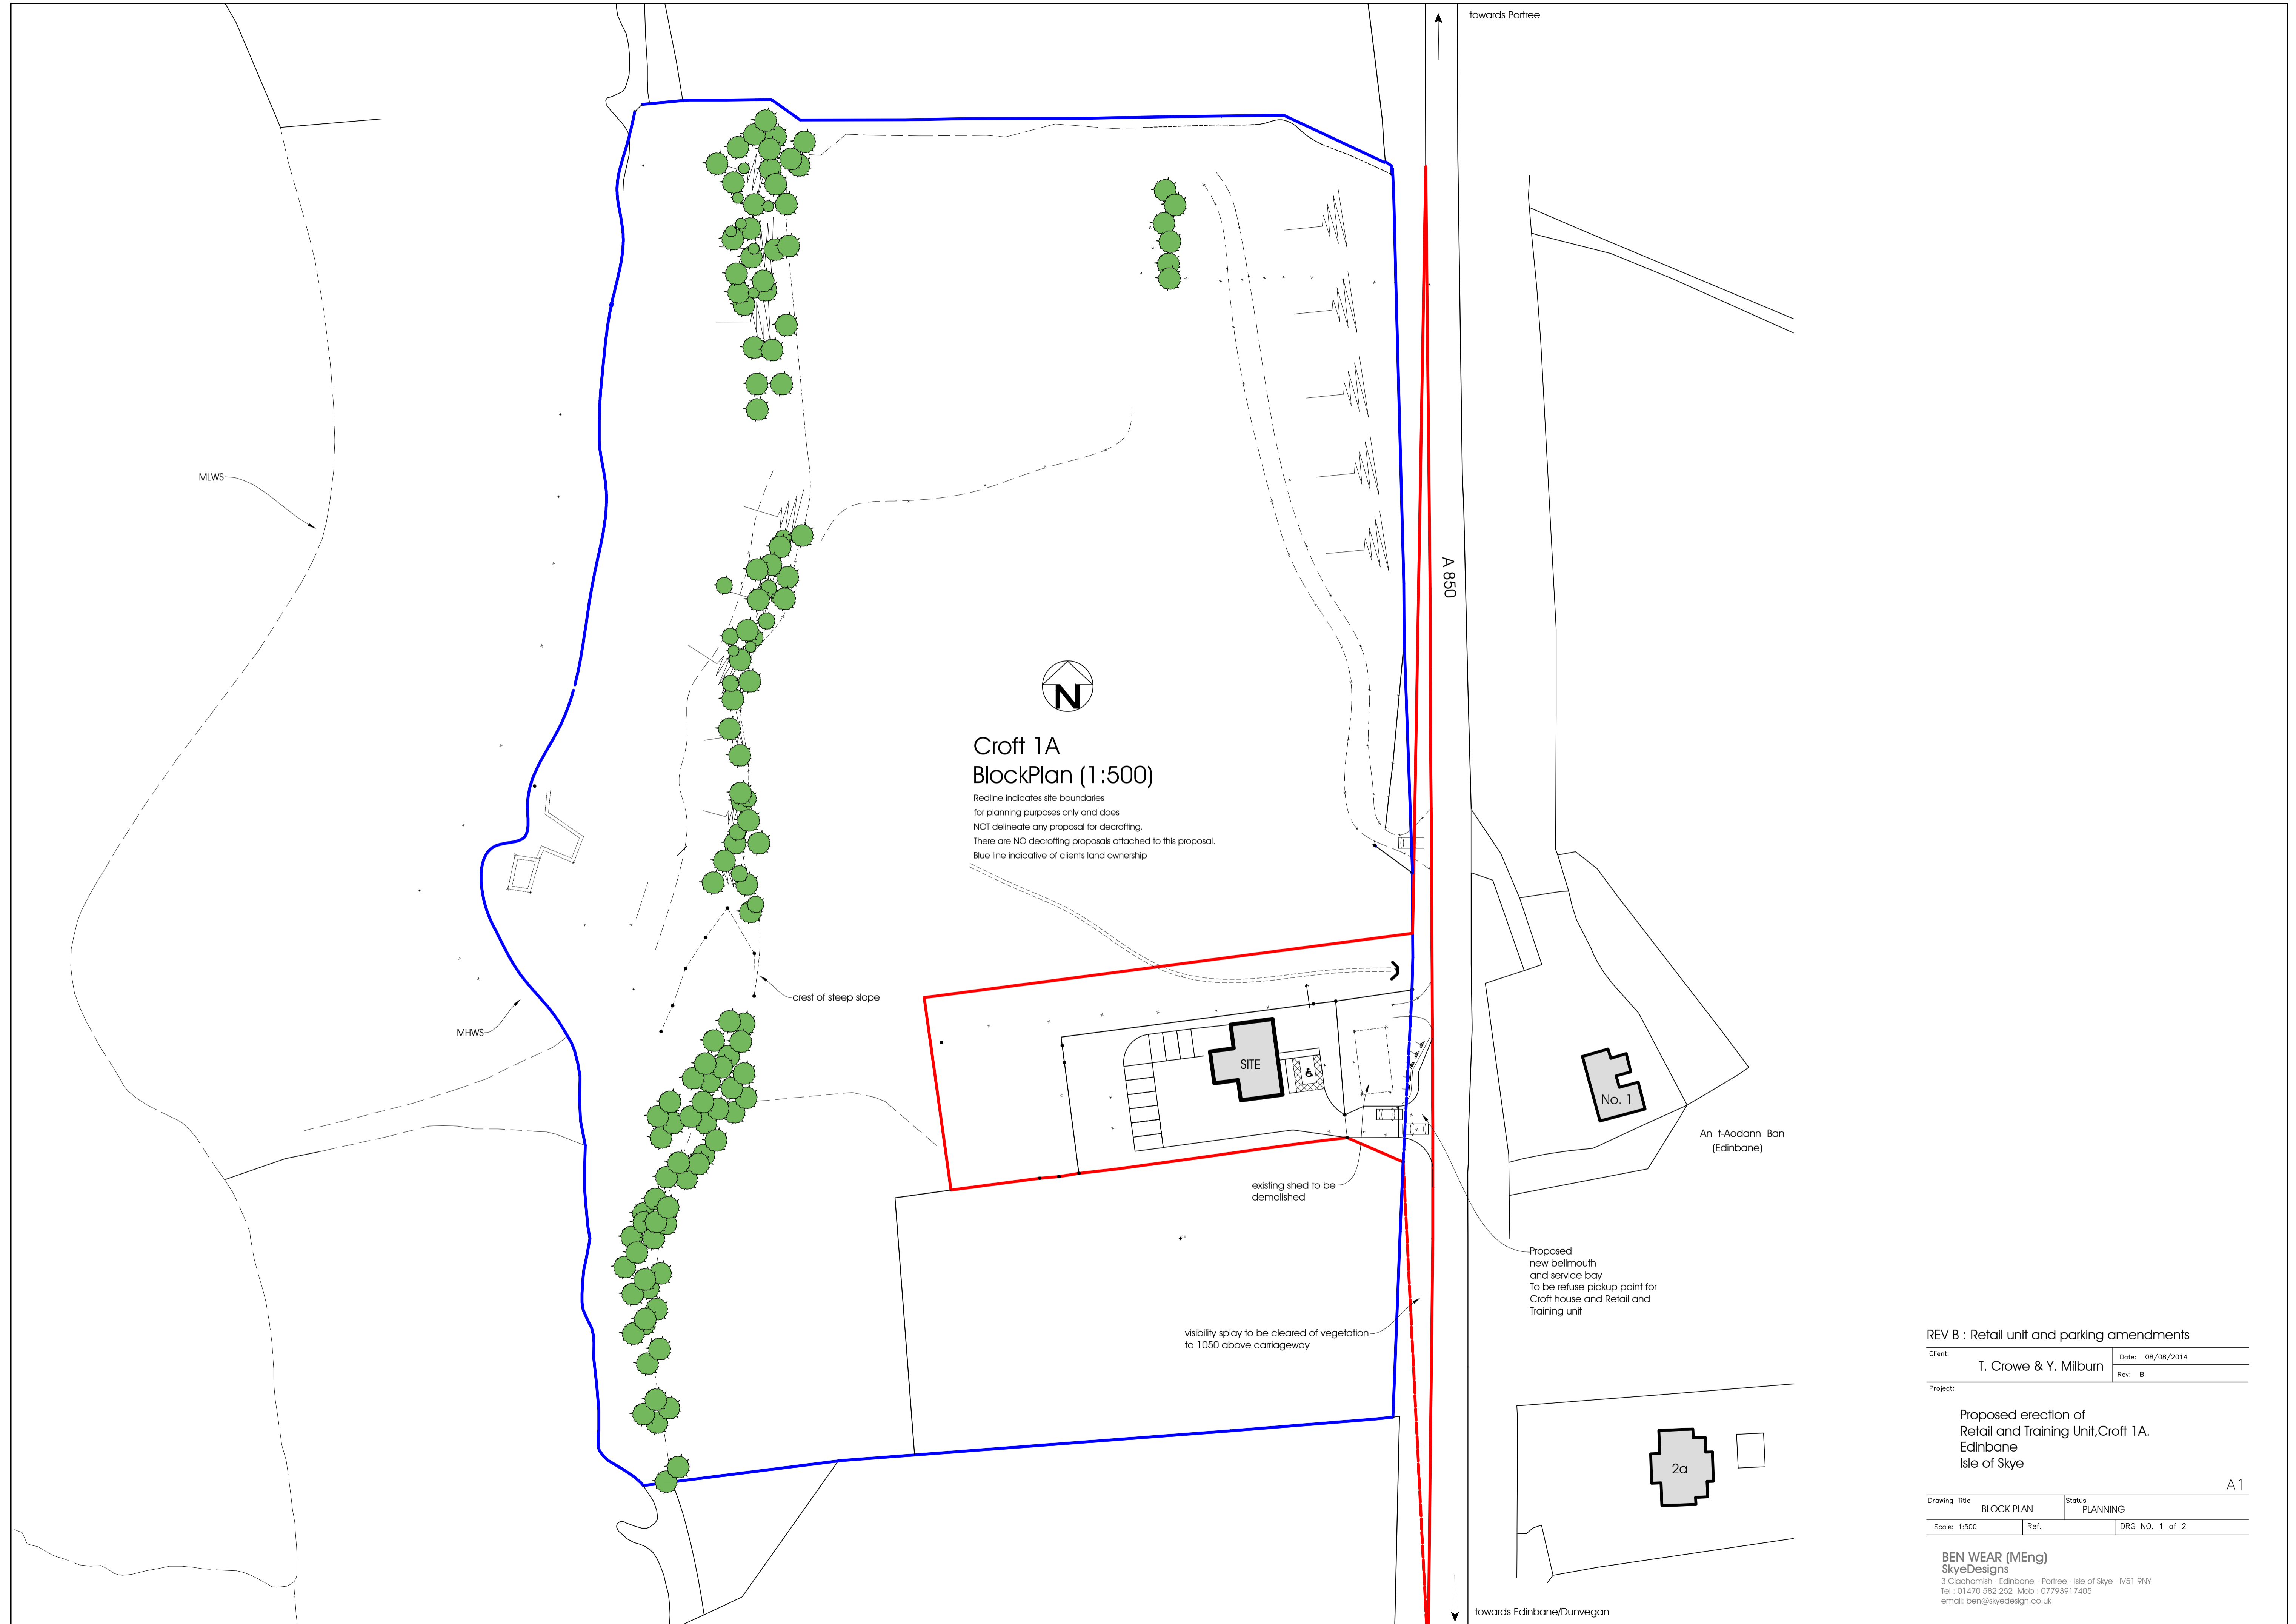 towards Portree
MLWS
A 850
N
Croft 1A
BlockPlan (1:500)
Redline indicates site boundaries
for planning purposes only and does
NOT delineate any proposal for decrofting.
There are NO decrofting proposals attached to this proposal.
Blue line indicative of clients land ownership
crest of steep slope
MHWS
SITE
No. 1
An t-Aodann Ban
(Edinbane)
existing shed to be
demolished
Proposed
new bellmouth
and service bay
To be refuse pickup point for
Croft house and Retail and
Training unit
visibility splay to be cleared of vegetation
to 1050 above carriageway
2a
towards Edinbane/Dunvegan
REV B : Retail unit and parking amendments
Client:
T. Crowe & Y. Milburn
Date: 08/08/2014
Rev: B
Project:
Proposed erection of
Retail and Training Unit,Croft 1A.
Edinbane
Isle of Skye
A1
Drawing Title
BLOCK PLAN
Status
PLANNING
Scale: 1:500
Ref.
DRG NO. 1 of 2
BEN WEAR (MEng)
SkyeDesigns
3 Clachamish · Edinbane · Portree · Isle of Skye · IV51 9NY
Tel : 01470 582 252 Mob : 07793917405
email: ben@skyedesign.co.uk